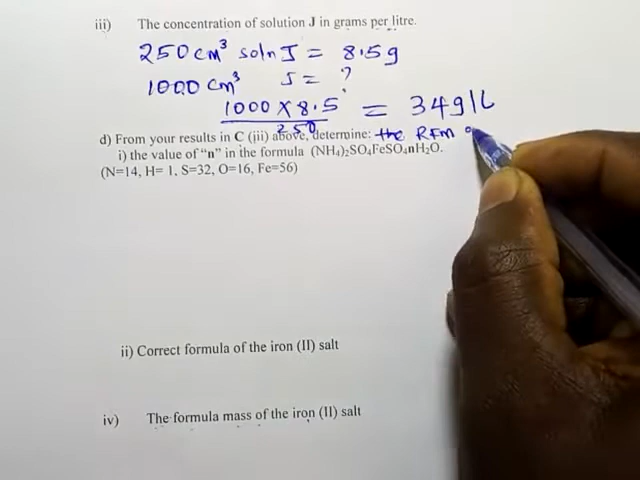 iii) The concentration of solution J in grams per litre.
250cm³ soln J = 8.5g
1000cm³ J = ?
1000 × 8.5 = 34g/L
250
d) From your results in C (iii) above, determine: the RFM
i) the value of "n" in the formula (NH₄)₂SO₄FeSO₄nH₂O.
(N=14, H= 1, S=32, O=16, Fe=56)
ii) Correct formula of the iron (II) salt
iv) The formula mass of the iron (II) salt